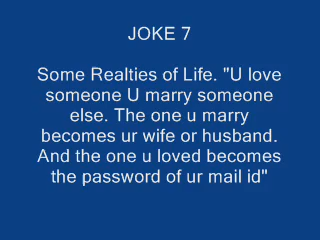 JOKE 7
Some Realties of Life. "U love
someone U marry someone
else. The one u marry
becomes ur wife or husband.
And the one u loved becomes
the password of ur mail id"